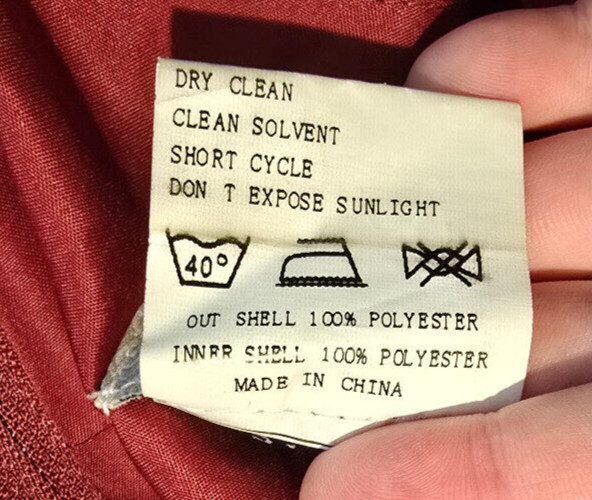 DRY CLEAN
CLEAN SOLVENT
SHORT CYCLE
DON T EXPOSE SUNLIGHT
40°
OUT SHELL 100% POLYESTER
INNER SHELL 100% POLYESTER
MADE IN CHINA